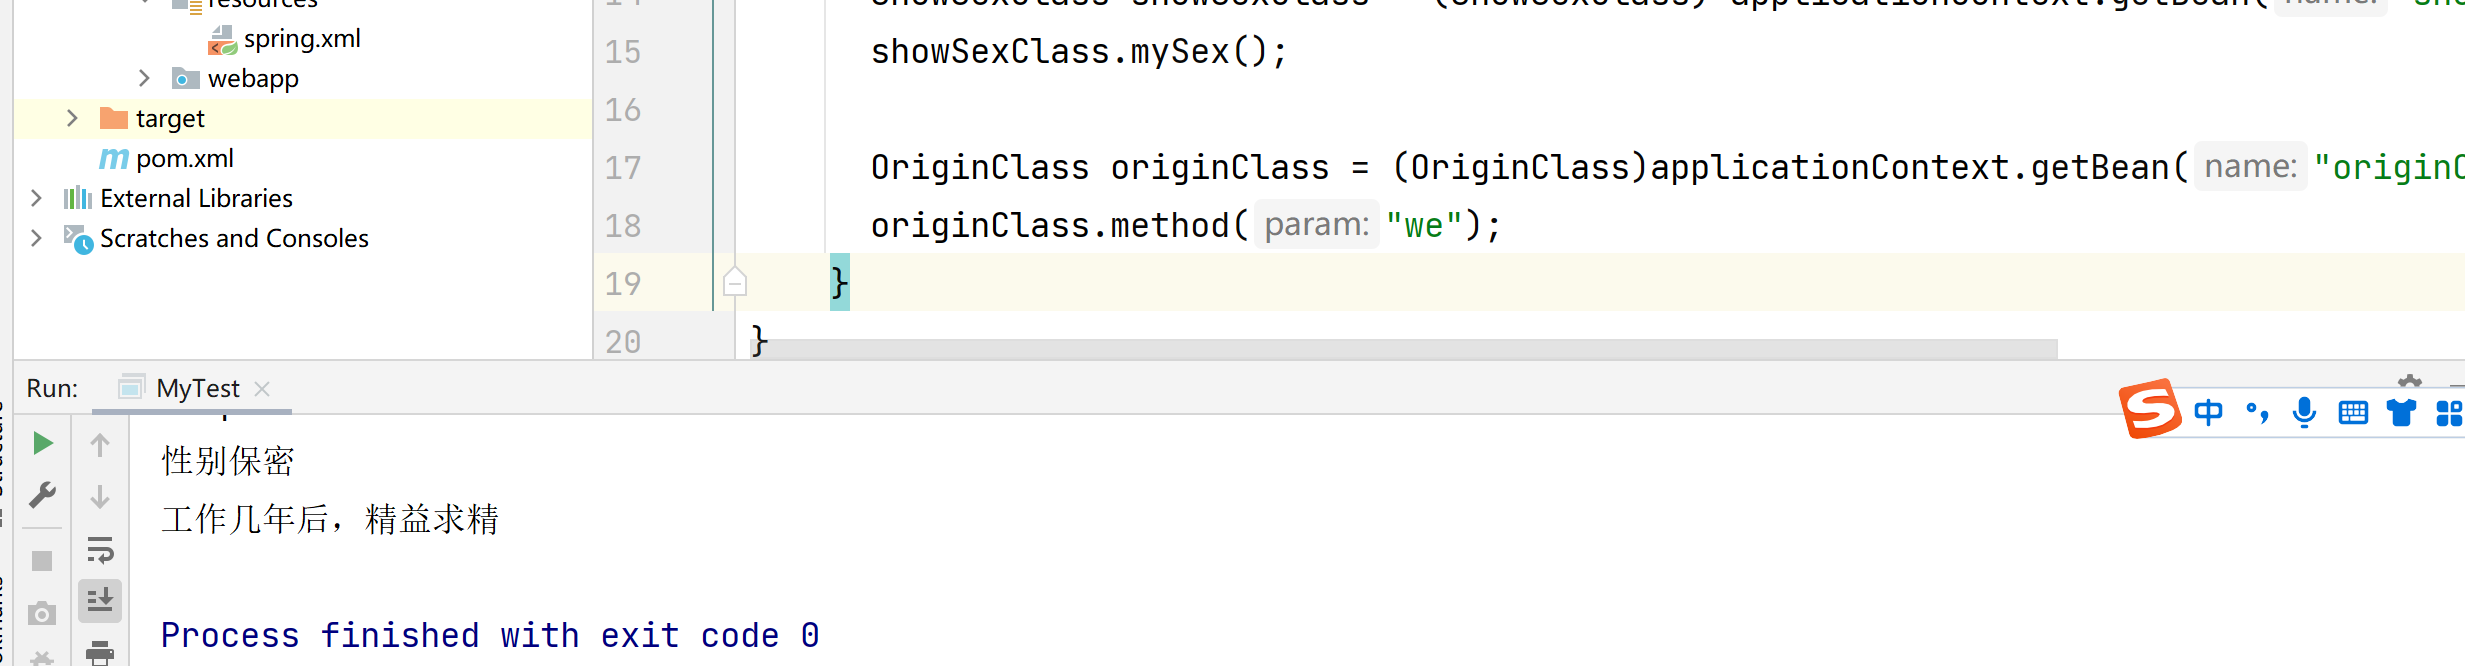 resources
spring.xml
webapp
target
pom.xml
External Libraries
Scratches and Consoles
15 showSexClass.mySex();
16
17 OriginClass originClass = (OriginClass)applicationContext.getBean( name: "originC
18 originClass.method( param: "we");
19 }
20 }
Run: MyTest
中
性别保密
工作几年后，精益求精
Process finished with exit code 0